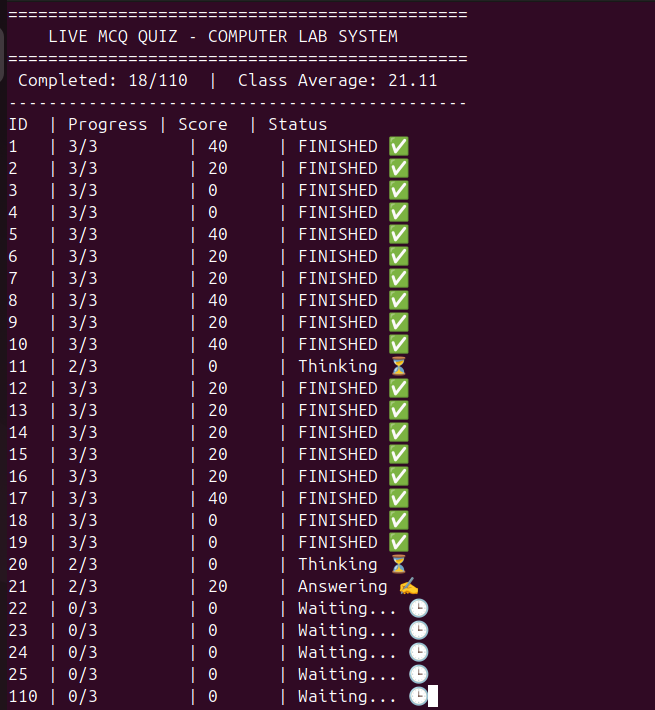 ==============================================
LIVE MCQ QUIZ - COMPUTER LAB SYSTEM
==============================================
Completed: 18/110 | Class Average: 21.11
----------------------------------------------
ID | Progress | Score | Status
1 | 3/3 | 40 | FINISHED ✅
2 | 3/3 | 20 | FINISHED ✅
3 | 3/3 | 0 | FINISHED ✅
4 | 3/3 | 0 | FINISHED ✅
5 | 3/3 | 40 | FINISHED ✅
6 | 3/3 | 20 | FINISHED ✅
7 | 3/3 | 20 | FINISHED ✅
8 | 3/3 | 40 | FINISHED ✅
9 | 3/3 | 20 | FINISHED ✅
10 | 3/3 | 40 | FINISHED ✅
11 | 2/3 | 0 | Thinking ⏳
12 | 3/3 | 20 | FINISHED ✅
13 | 3/3 | 20 | FINISHED ✅
14 | 3/3 | 20 | FINISHED ✅
15 | 3/3 | 20 | FINISHED ✅
16 | 3/3 | 20 | FINISHED ✅
17 | 3/3 | 40 | FINISHED ✅
18 | 3/3 | 0 | FINISHED ✅
19 | 3/3 | 0 | FINISHED ✅
20 | 2/3 | 0 | Thinking ⏳
21 | 2/3 | 20 | Answering ✍️
22 | 0/3 | 0 | Waiting... 🕒
23 | 0/3 | 0 | Waiting... 🕒
24 | 0/3 | 0 | Waiting... 🕒
25 | 0/3 | 0 | Waiting... 🕒
110 | 0/3 | 0 | Waiting... 🕒